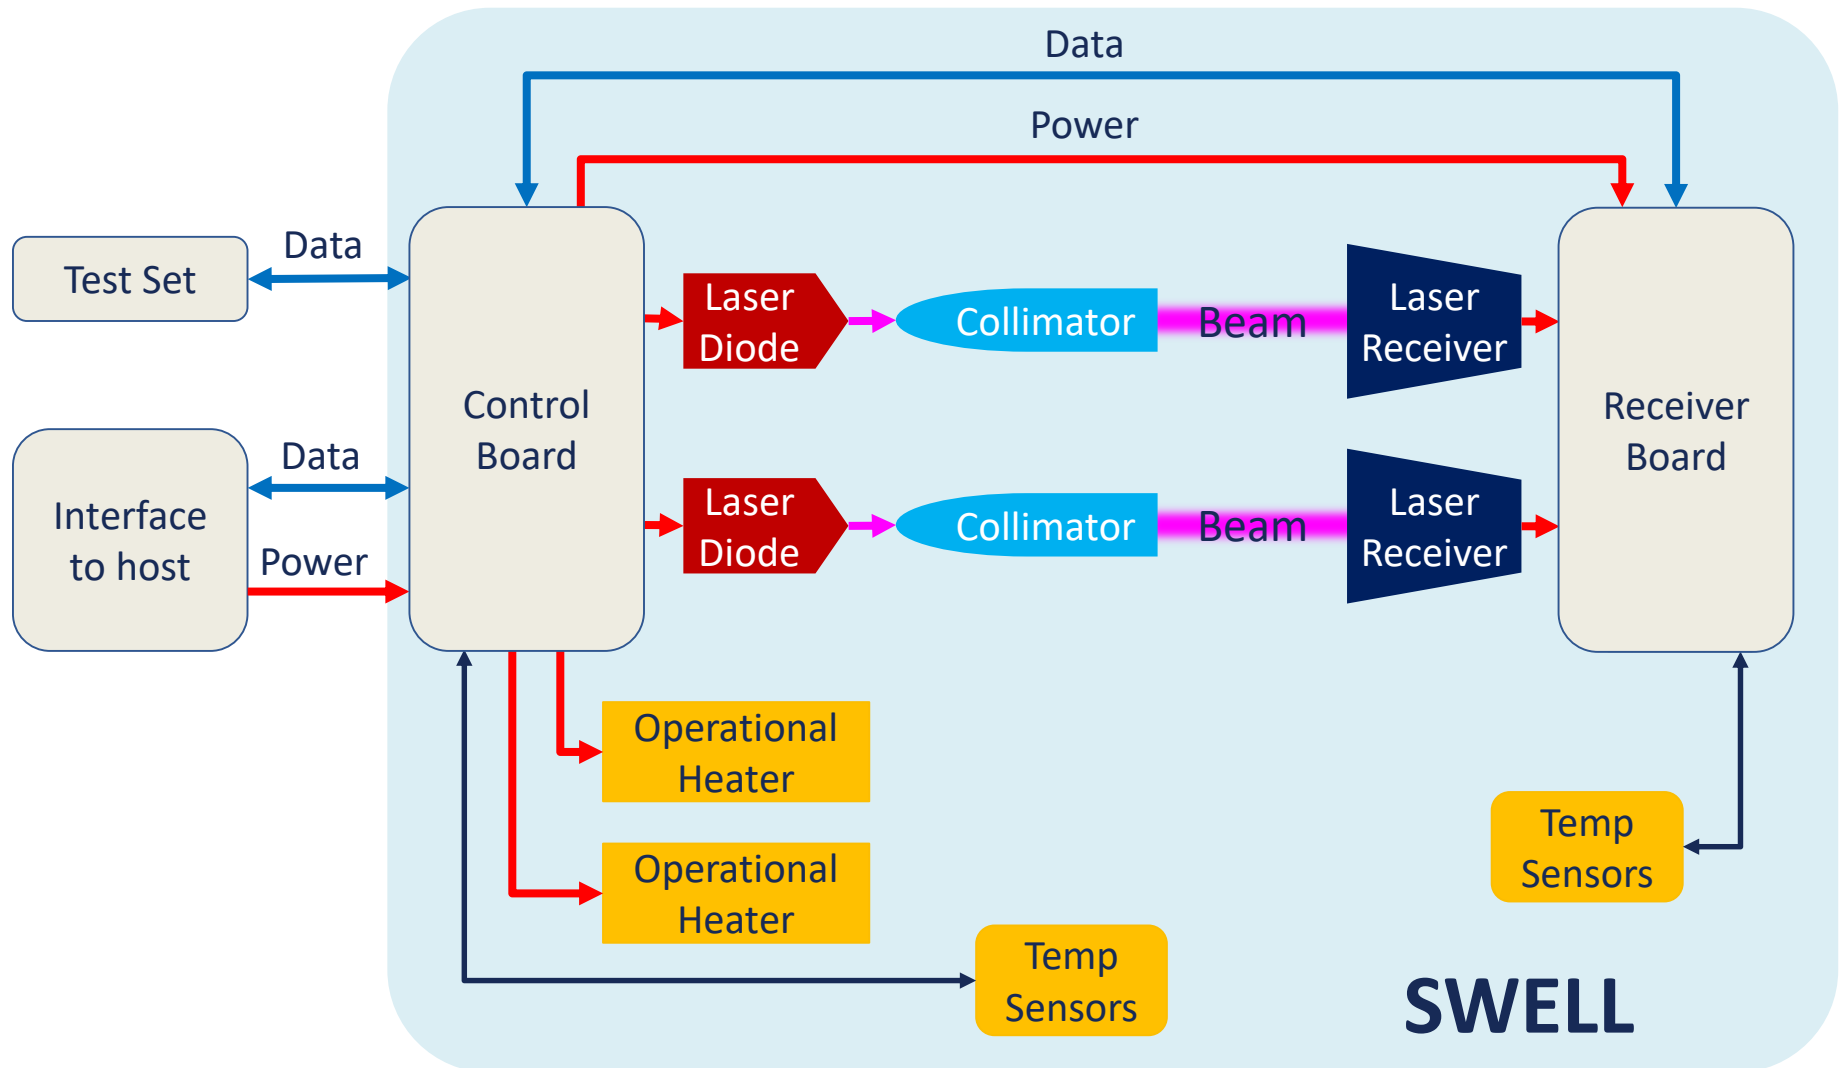 Data
Power
Test Set
Data
Interface
to host
Data
Power
Control
Board
Laser
Diode
Collimator
Beam
Laser
Receiver
Laser
Diode
Collimator
Beam
Laser
Receiver
Receiver
Board
Operational
Heater
Operational
Heater
Temp
Sensors
Temp
Sensors
SWELL